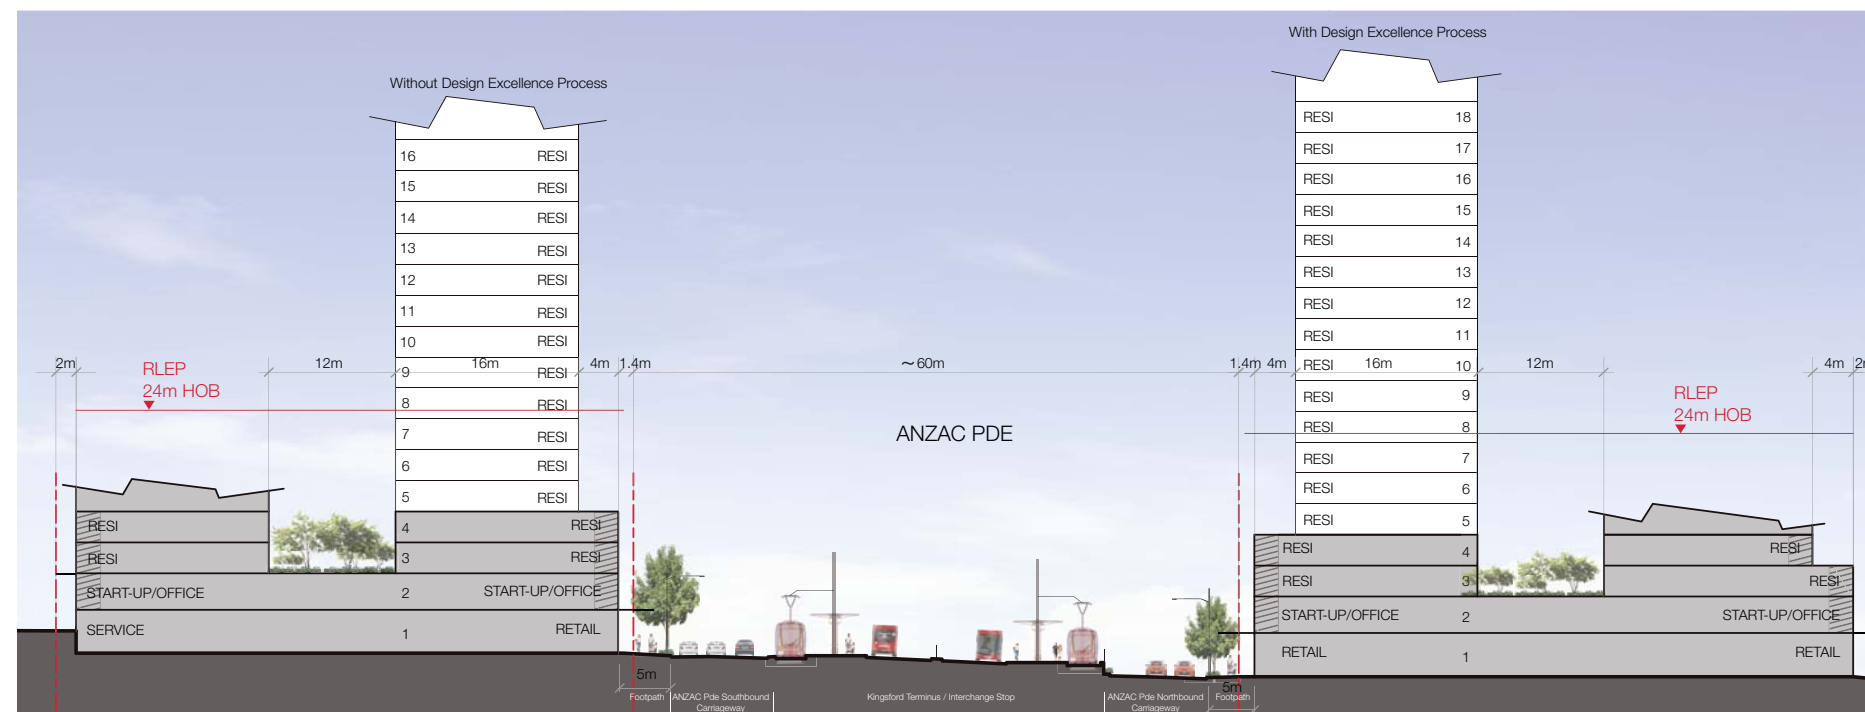 With Design Excellence Process
Without Design Excellence Process
16 RESI
15 RESI
14 RESI
13 RESI
12 RESI
11 RESI
10 RESI
9 RESI
8 RESI
7 RESI
6 RESI
5 RESI
RESI 4 RESI
RESI 3 RESI
START-UP/OFFICE 2 START-UP/OFFICE
SERVICE 1 RETAIL
2m 12m 16m 4m 1.4m ~60m 1.4m 4m 16m 12m 4m 2m
RLEP
24m HOB
ANZAC PDE
RLEP
24m HOB
RESI 18
RESI 17
RESI 16
RESI 15
RESI 14
RESI 13
RESI 12
RESI 11
RESI 10
RESI 9
RESI 8
RESI 7
RESI 6
RESI 5
RESI 4 RESI
RESI 3 RESI
START-UP/OFFICE 2 START-UP/OFFICE
RETAIL 1 RETAIL
5m
5m
Footpath
ANZAC Pde Southbound
Carriageway
Kingsford Terminus / Interchange Stop
ANZAC Pde Northbound
Carriageway
Footpath